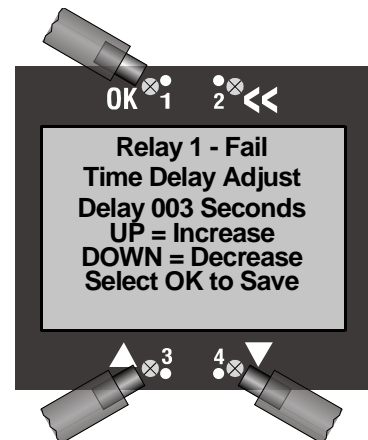 OK 1 2 <<
Relay 1 - Fail
Time Delay Adjust
Delay 003 Seconds
UP = Increase
DOWN = Decrease
Select OK to Save
3 4